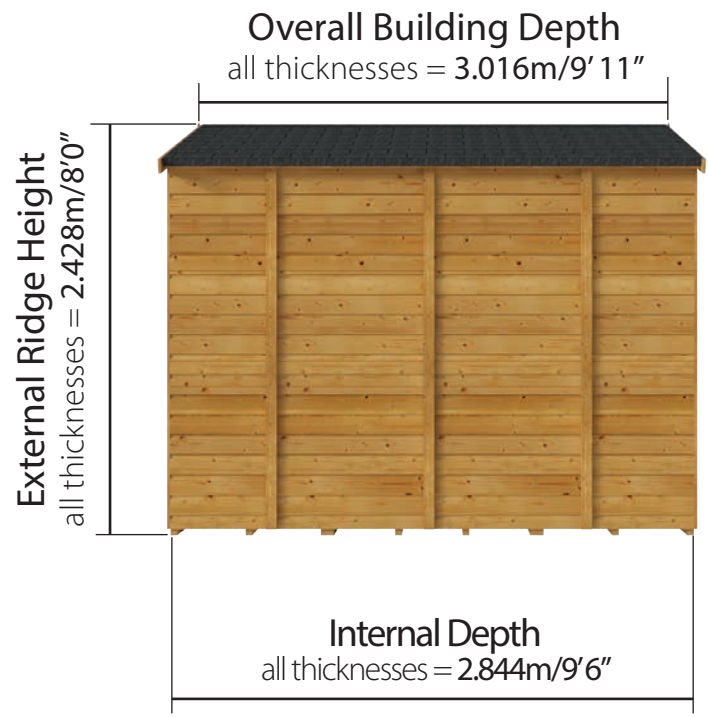 Overall Building Depth
all thicknesses = 3.016m/9' 11”
External Ridge Height
all thicknesses = 2.428m/8'0”
Internal Depth
all thicknesses = 2.844m/9'6”